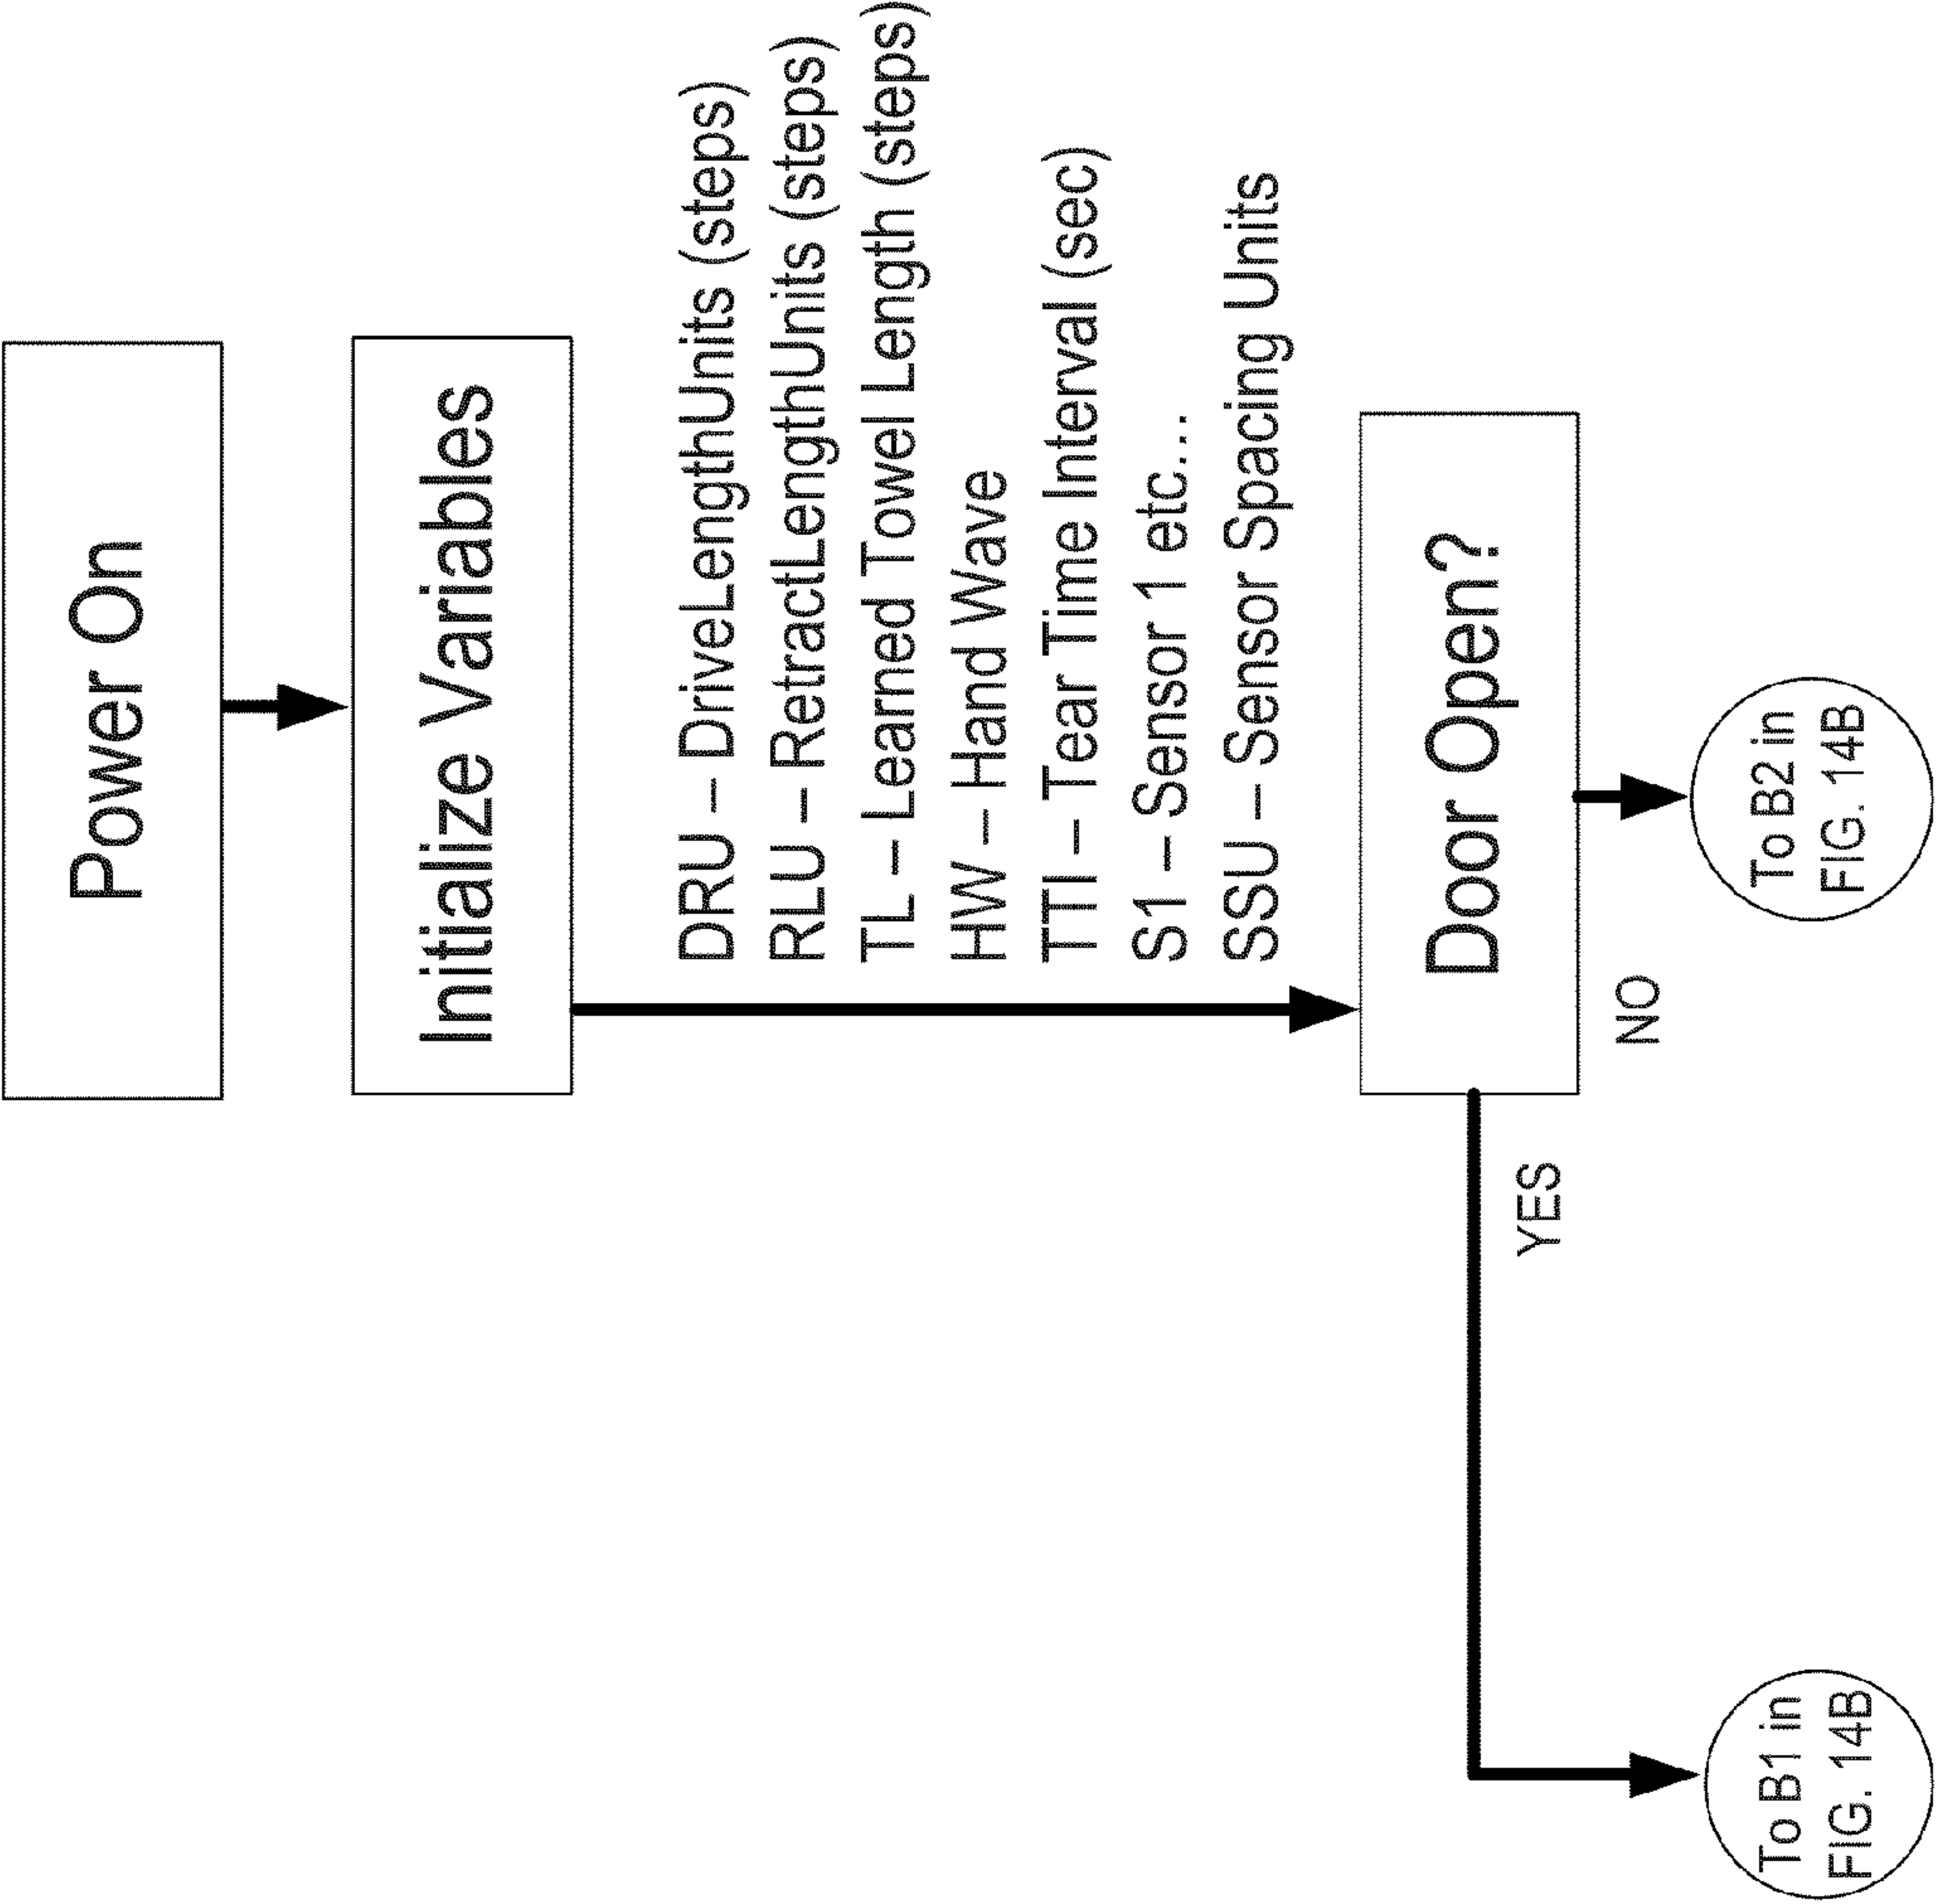 Power On
Initialize Variables
DRU – DriveLengthUnits (steps)
RLU – RetractLengthUnits (steps)
TL – Learned Towel Length (steps)
HW – Hand Wave
TTI – Tear Time Interval (sec)
S1 – Sensor 1 etc...
SSU – Sensor Spacing Units
Door Open?
YES
NO
To B1 in
FIG. 14B
To B2 in
FIG. 14B